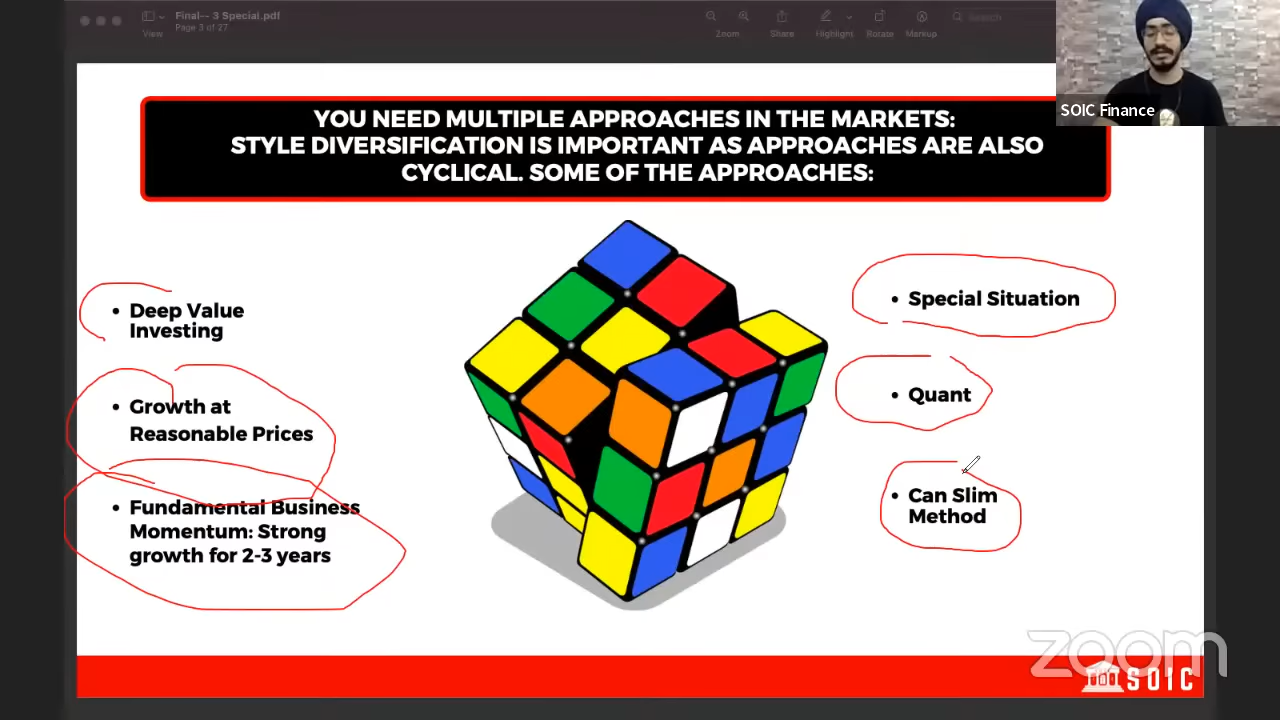 Final-- 3 Special.pdf
Page 3 of 27
View
Zoom
Share
Highlight
Rotate
Markup
Search
SOIC Finance
YOU NEED MULTIPLE APPROACHES IN THE MARKETS:
STYLE DIVERSIFICATION IS IMPORTANT AS APPROACHES ARE ALSO
CYCLICAL. SOME OF THE APPROACHES:
• Deep Value
Investing
• Growth at
Reasonable Prices
• Fundamental Business
Momentum: Strong
growth for 2-3 years
• Special Situation
• Quant
• Can Slim
Method
zoom
SOIC